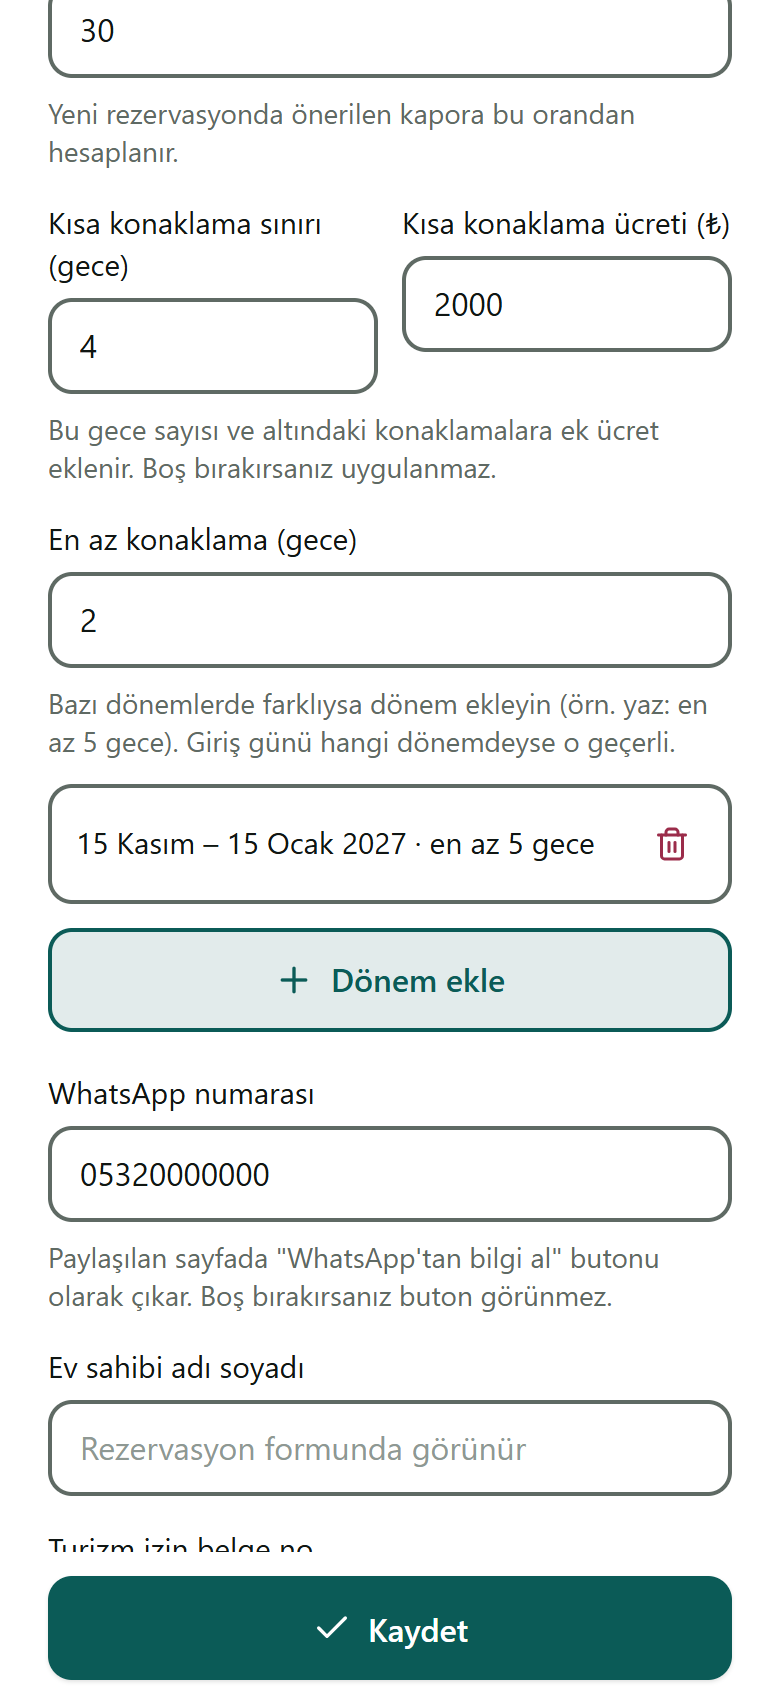 30
Yeni rezervasyonda önerilen kapora bu orandan
hesaplanır.
Kısa konaklama sınırı
(gece)
Kısa konaklama ücreti (₺)
4
2000
Bu gece sayısı ve altındaki konaklamalara ek ücret
eklenir. Boş bırakırsanız uygulanmaz.
En az konaklama (gece)
2
Bazı dönemlerde farklıysa dönem ekleyin (örn. yaz: en
az 5 gece). Giriş günü hangi dönemdeyse o geçerli.
15 Kasım – 15 Ocak 2027 · en az 5 gece
Dönem ekle
WhatsApp numarası
05320000000
Paylaşılan sayfada "WhatsApp'tan bilgi al" butonu
olarak çıkar. Boş bırakırsanız buton görünmez.
Ev sahibi adı soyadı
Rezervasyon formunda görünür
Turizm izin belge no
Kaydet